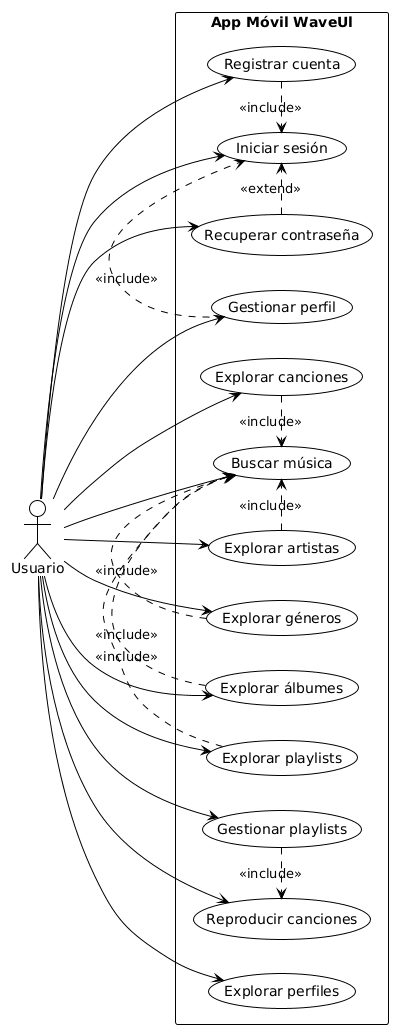 App Móvil WaveUI
Registrar cuenta
«include»
Iniciar sesión
«extend»
Recuperar contraseña
«include»
Gestionar perfil
Explorar canciones
«include»
Buscar música
«include»
Usuario
Explorar artistas
«include»
Explorar géneros
«include»
«include»
Explorar álbumes
Explorar playlists
Gestionar playlists
«include»
Reproducir canciones
Explorar perfiles